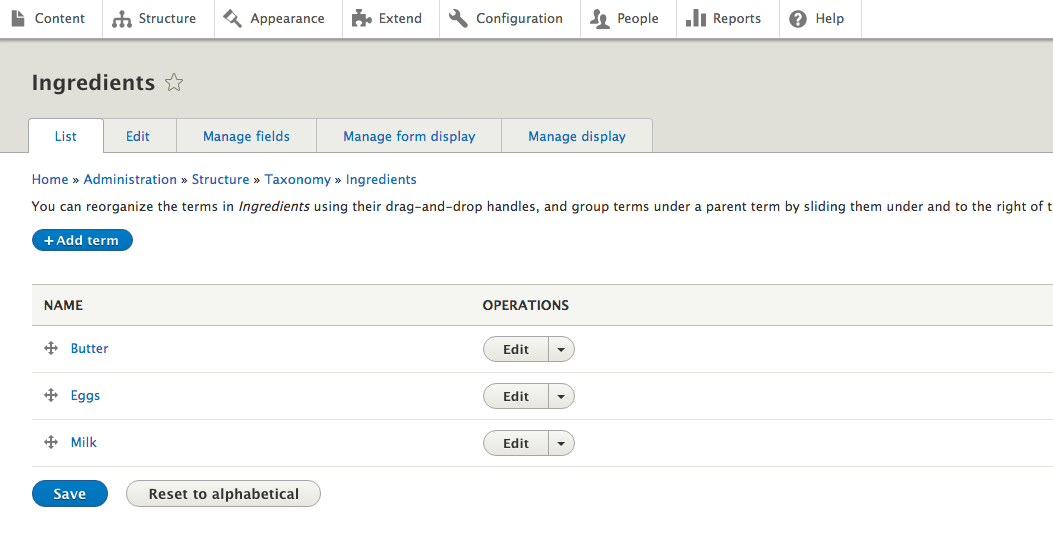 Content Structure Appearance Extend Configuration People Reports Help
Ingredients
List Edit Manage fields Manage form display Manage display
Home » Administration » Structure » Taxonomy » Ingredients
You can reorganize the terms in Ingredients using their drag-and-drop handles, and group terms under a parent term by sliding them under and to the right of
+ Add term
NAME OPERATIONS
Butter Edit
Eggs Edit
Milk Edit
Save Reset to alphabetical